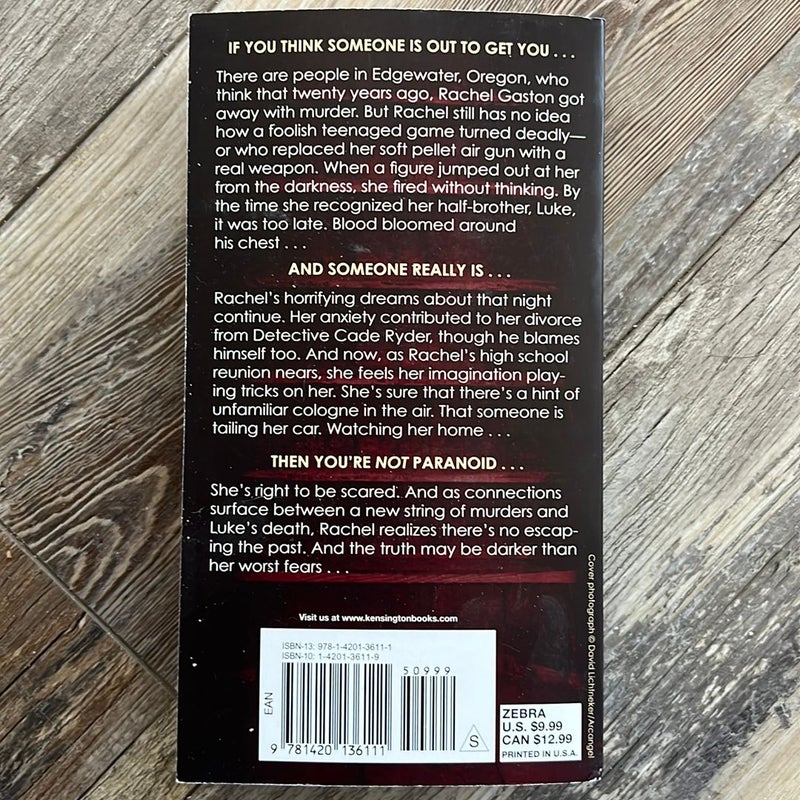 IF YOU THINK SOMEONE IS OUT TO GET YOU . . .
There are people in Edgewater, Oregon, who
think that twenty years ago, Rachel Gaston got
away with murder. But Rachel still has no idea
how a foolish teenaged game turned deadly—
or who replaced her soft pellet air gun with a
real weapon. When a figure jumped out at her
from the darkness, she fired without thinking. By
the time she recognized her half-brother, Luke,
it was too late. Blood bloomed around
his chest . . .
AND SOMEONE REALLY IS . . .
Rachel's horrifying dreams about that night
continue. Her anxiety contributed to her divorce
from Detective Cade Ryder, though he blames
himself too. And now, as Rachel's high school
reunion nears, she feels her imagination play-
ing tricks on her. She's sure that there's a hint of
unfamiliar cologne in the air. That someone is
tailing her car. Watching her home . . .
THEN YOU'RE NOT PARANOID . . .
She's right to be scared. And as connections
surface between a new string of murders and
Luke's death, Rachel realizes there's no escap-
ing the past. And the truth may be darker than
her worst fears . . .
Visit us at www.kensingtonbooks.com
ISBN-13: 978-1-4201-3611-1
ISBN-10: 1-4201-3611-9
50999
EAN
9 781420 136111
S
ZEBRA
U.S. $9.99
CAN $12.99
PRINTED IN U.S.A.
Cover photograph © David Lichtneker/Arcangel